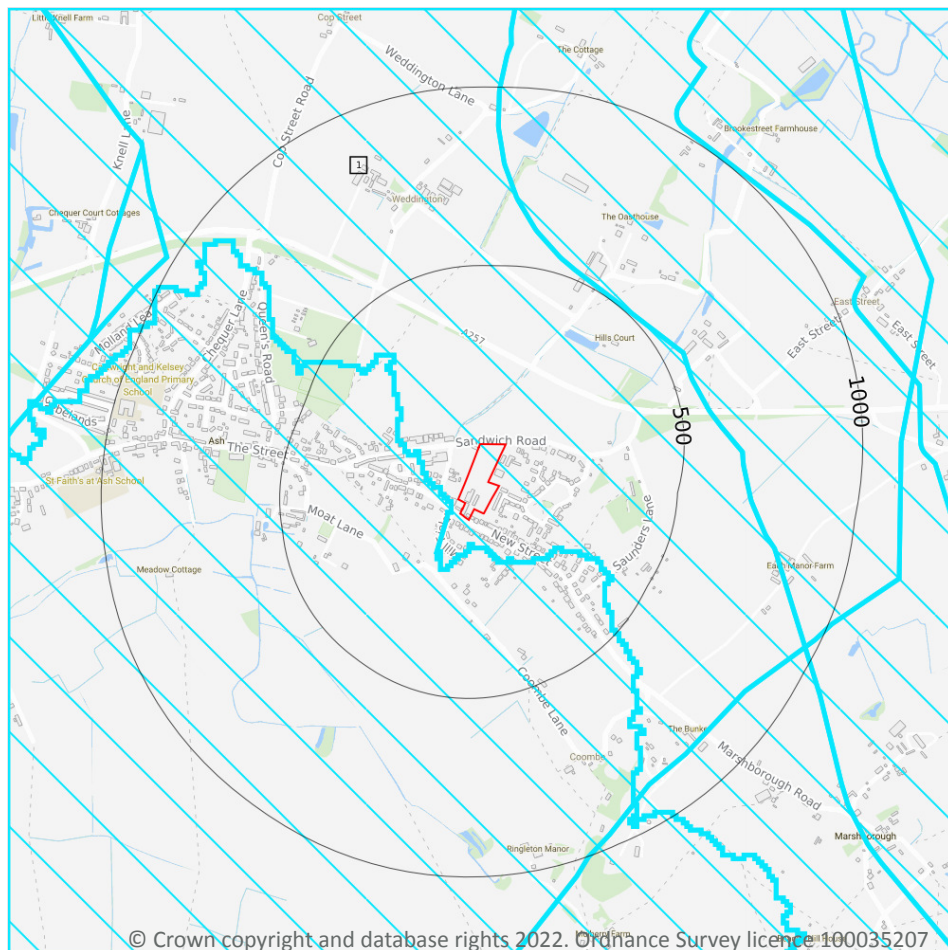 Little Knell Farm
Cop Street
The Cottage
Weddington Lane
Cop Street Road
Knell Lane
Brookestreet Farmhouse
1
Weddington
Chequer Court Cottages
The Oasthouse
East Street
East Street
East Street
A257
Hills Court
Molland Lea
Chequer Lane
Queen's Road
Cartwright and Kelsey
Church of England Primary
School
1000
500
Ash
The Street
Sandwich Road
St Faith's at Ash School
Moat Lane
New Street
Saunders Lane
Meadow Cottage
Each Manor Farm
Coombe Lane
The Bunker
Coombe
Marshborough Road
Marshborough
Ringleton Manor
© Crown copyright and database rights 2022. Ordnance Survey licence 100035207